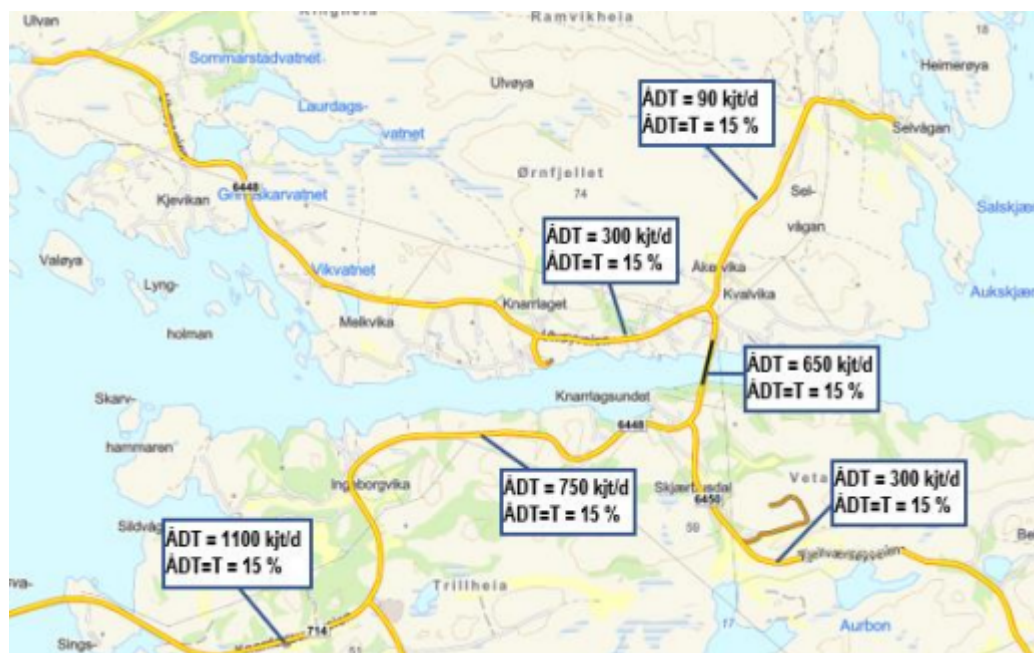 Ulvan
Ramvikheia
18
Sommarstadvatnet
Heimerøya
Ulvøya
ÅDT = 90 kjt/d
ÅDT=T = 15 %
Laurdags-
vatnet
Selvågan
Ørnfjellet
Kjevikan
6448
74
Sel-
vågan
Salskjær
ÅDT = 300 kjt/d
ÅDT=T = 15 %
Valøya
Vikvatnet
Lyng-
holman
Knarrlaget
Kvalvika
Aukskjær
Melkvika
ÅDT = 650 kjt/d
ÅDT=T = 15 %
Skarv-
hammaren
Knarrlagsundet
6448
Ingeborgvika
ÅDT = 750 kjt/d
ÅDT=T = 15 %
6450
Veta
ÅDT = 300 kjt/d
ÅDT=T = 15 %
59
ÅDT = 1100 kjt/d
ÅDT=T = 15 %
Trillheia
714
Sings-
51
17
Aurbon